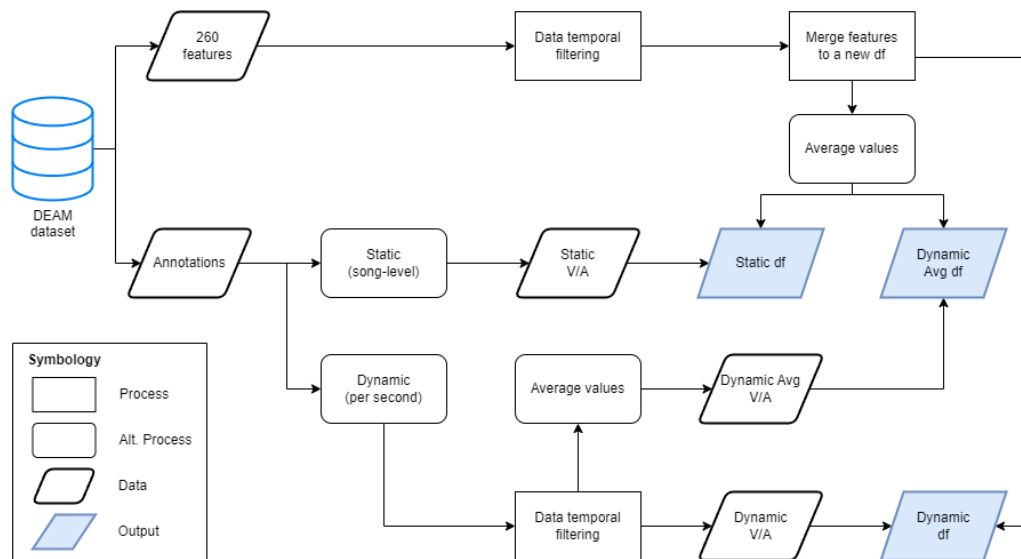 260
features
Data temporal
filtering
Merge features
to a new df
Average values
DEAM
dataset
Annotations
Static
(song-level)
Static
V/A
Static df
Dynamic
Avg df
Dynamic
(per second)
Average values
Dynamic Avg
V/A
Data temporal
filtering
Dynamic
V/A
Dynamic
df
Symbology
Process
Alt. Process
Data
Output